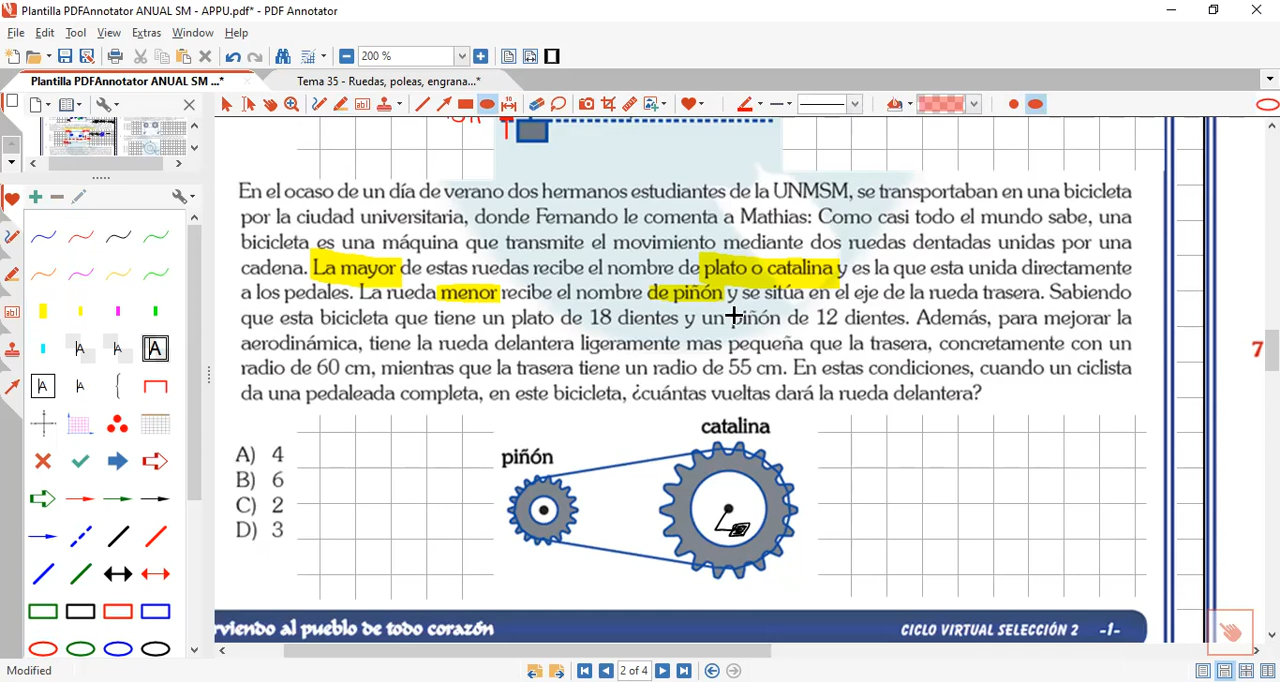 Plantilla PDFAnnotator ANUAL SM - APPU.pdf* - PDF Annotator
File Edit Tool View Extras Window Help
200 %
Plantilla PDFAnnotator ANUAL SM ...*
Tema 35 - Ruedas, poleas, engrana...*
En el ocaso de un día de verano dos hermanos estudiantes de la UNMSM, se transportaban en una bicicleta
por la ciudad universitaria, donde Fernando le comenta a Mathias: Como casi todo el mundo sabe, una
bicicleta es una máquina que transmite el movimiento mediante dos ruedas dentadas unidas por una
cadena. La mayor de estas ruedas recibe el nombre de plato o catalina y es la que esta unida directamente
a los pedales. La rueda menor recibe el nombre de piñón y se sitúa en el eje de la rueda trasera. Sabiendo
que esta bicicleta que tiene un plato de 18 dientes y un piñón de 12 dientes. Además, para mejorar la
aerodinámica, tiene la rueda delantera ligeramente mas pequeña que la trasera, concretamente con un
radio de 60 cm, mientras que la trasera tiene un radio de 55 cm. En estas condiciones, cuando un ciclista
da una pedaleada completa, en este bicicleta, ¿cuántas vueltas dará la rueda delantera?
7
catalina
piñón
A) 4
B) 6
C) 2
D) 3
rviendo al pueblo de todo corazón
CICLO VIRTUAL SELECCIÓN 2 -1-
Modified
2 of 4